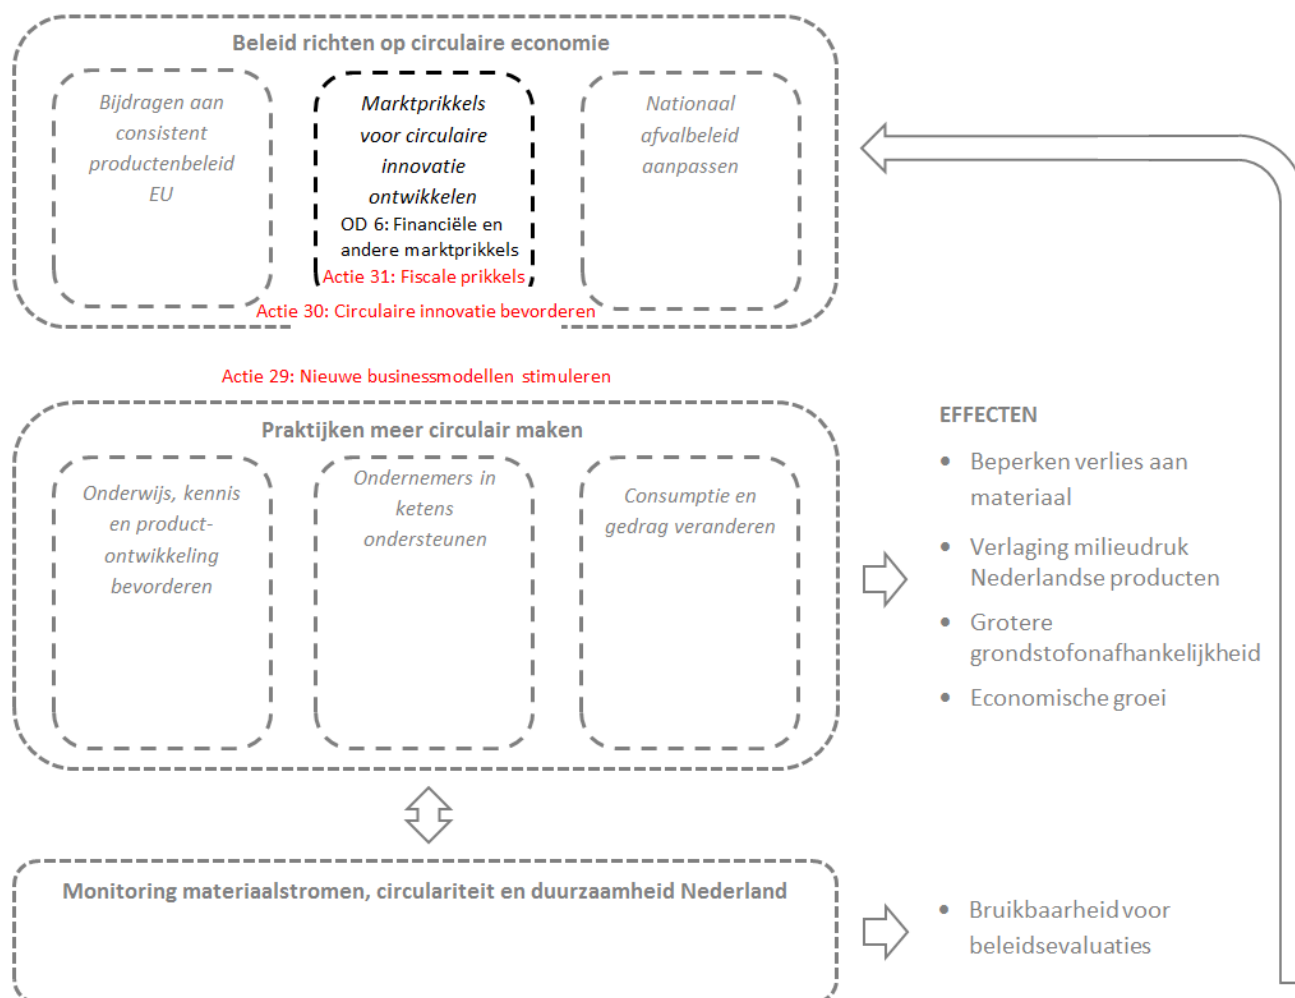 Beleid richten op circulaire economie
Bijdragen aan
consistent
productenbeleid
EU
Marktprikkels
voor circulaire
innovatie
ontwikkelen
OD 6: Financiële en
andere marktprikkels
Actie 31: Fiscale prikkels
Nationaal
afvalbeleid
aanpassen
Actie 30: Circulaire innovatie bevorderen
Actie 29: Nieuwe businessmodellen stimuleren
Praktijken meer circulair maken
Onderwijs, kennis
en product-
ontwikkeling
bevorderen
Ondernemers in
ketens
ondersteunen
Consumptie en
gedrag veranderen
EFFECTEN
• Beperken verlies aan
materiaal
• Verlaging milieudruk
Nederlandse producten
• Grotere
grondstofonafhankelijkheid
• Economische groei
Monitoring materiaalstromen, circulariteit en duurzaamheid Nederland
• Bruikbaarheid voor
beleidsevaluaties